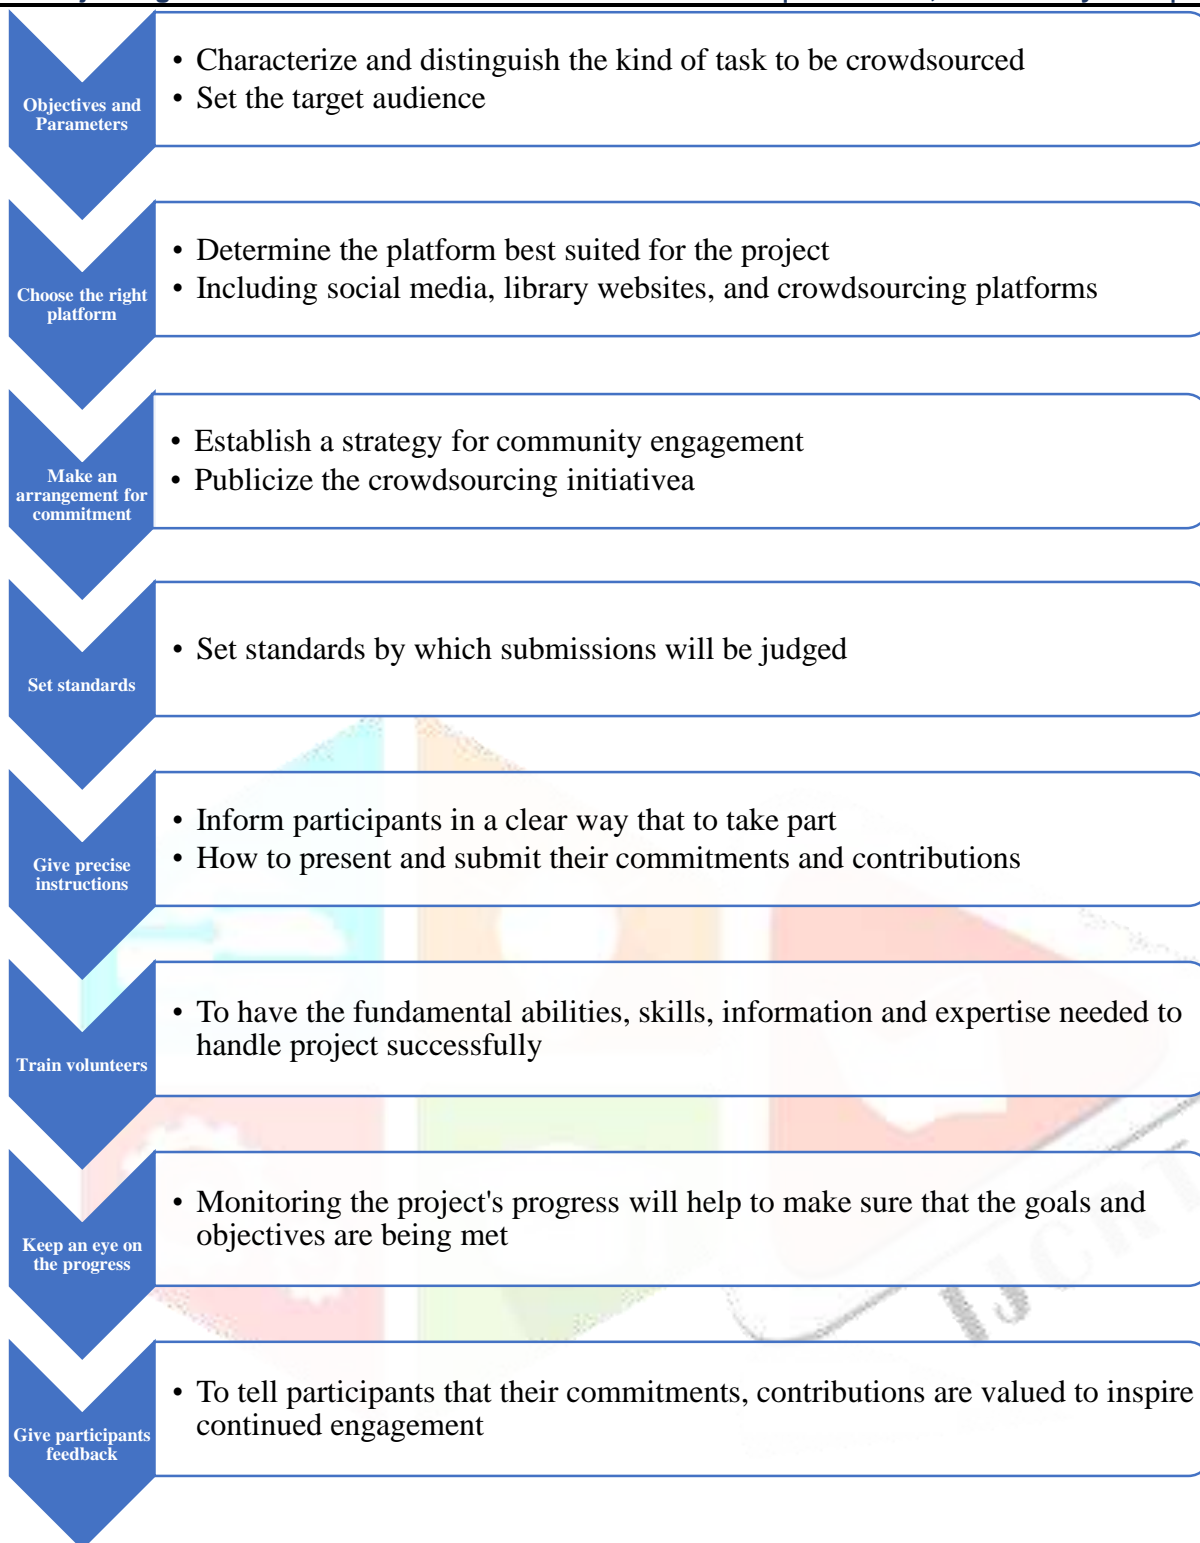 Objectives and
Parameters
• Characterize and distinguish the kind of task to be crowdsourced
• Set the target audience
Choose the right
platform
• Determine the platform best suited for the project
• Including social media, library websites, and crowdsourcing platforms
Make an
arrangement for
commitment
• Establish a strategy for community engagement
• Publicize the crowdsourcing initiativea
Set standards
• Set standards by which submissions will be judged
Give precise
instructions
• Inform participants in a clear way that to take part
• How to present and submit their commitments and contributions
Train volunteers
• To have the fundamental abilities, skills, information and expertise needed to
handle project successfully
Keep an eye on
the progress
• Monitoring the project's progress will help to make sure that the goals and
objectives are being met
Give participants
feedback
• To tell participants that their commitments, contributions are valued to inspire
continued engagement
IJCRT